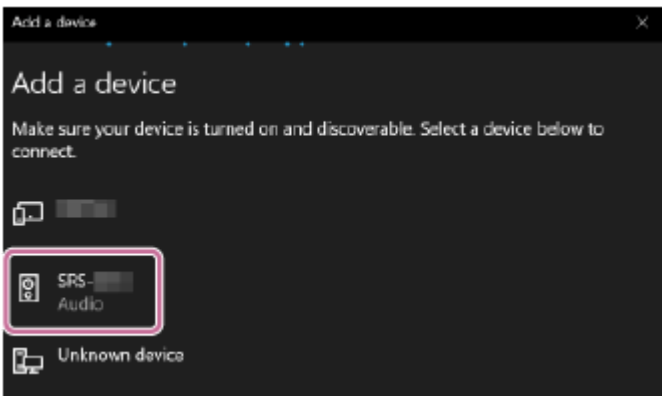 Add a device
Add a device
Make sure your device is turned on and discoverable. Select a device below to
connect.
SRS-
Audio
Unknown device